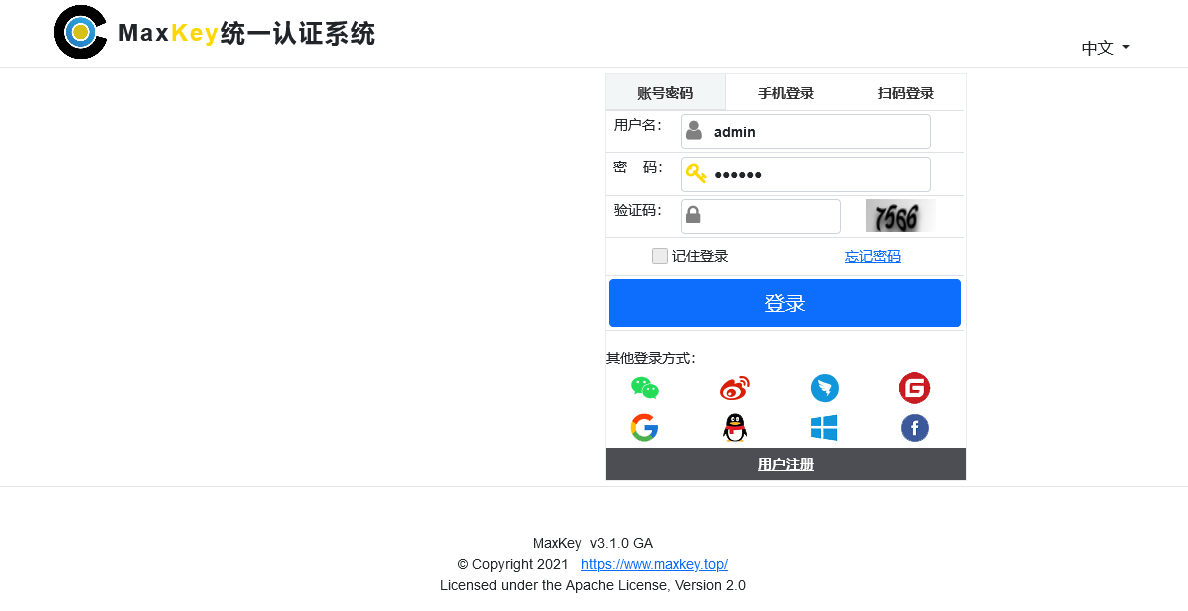 MaxKey统一认证系统
中文
账号密码 手机登录 扫码登录
用户名: admin
密 码: ••••••
验证码: 7566
记住登录 忘记密码
登录
其他登录方式:
用户注册
MaxKey v3.1.0 GA
© Copyright 2021 https://www.maxkey.top/
Licensed under the Apache License, Version 2.0